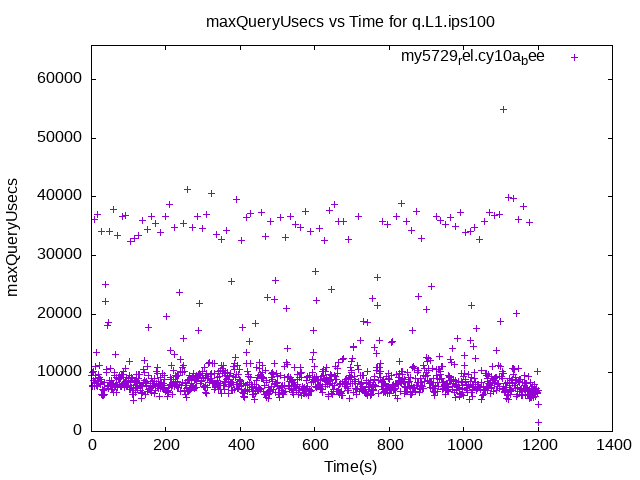 maxQueryUsecs vs Time for q.L1.ips100
my5729rel.cy10abee
60000
50000
40000
30000
20000
10000
0
maxQueryUsecs
0 200 400 600 800 1000 1200 1400
Time(s)